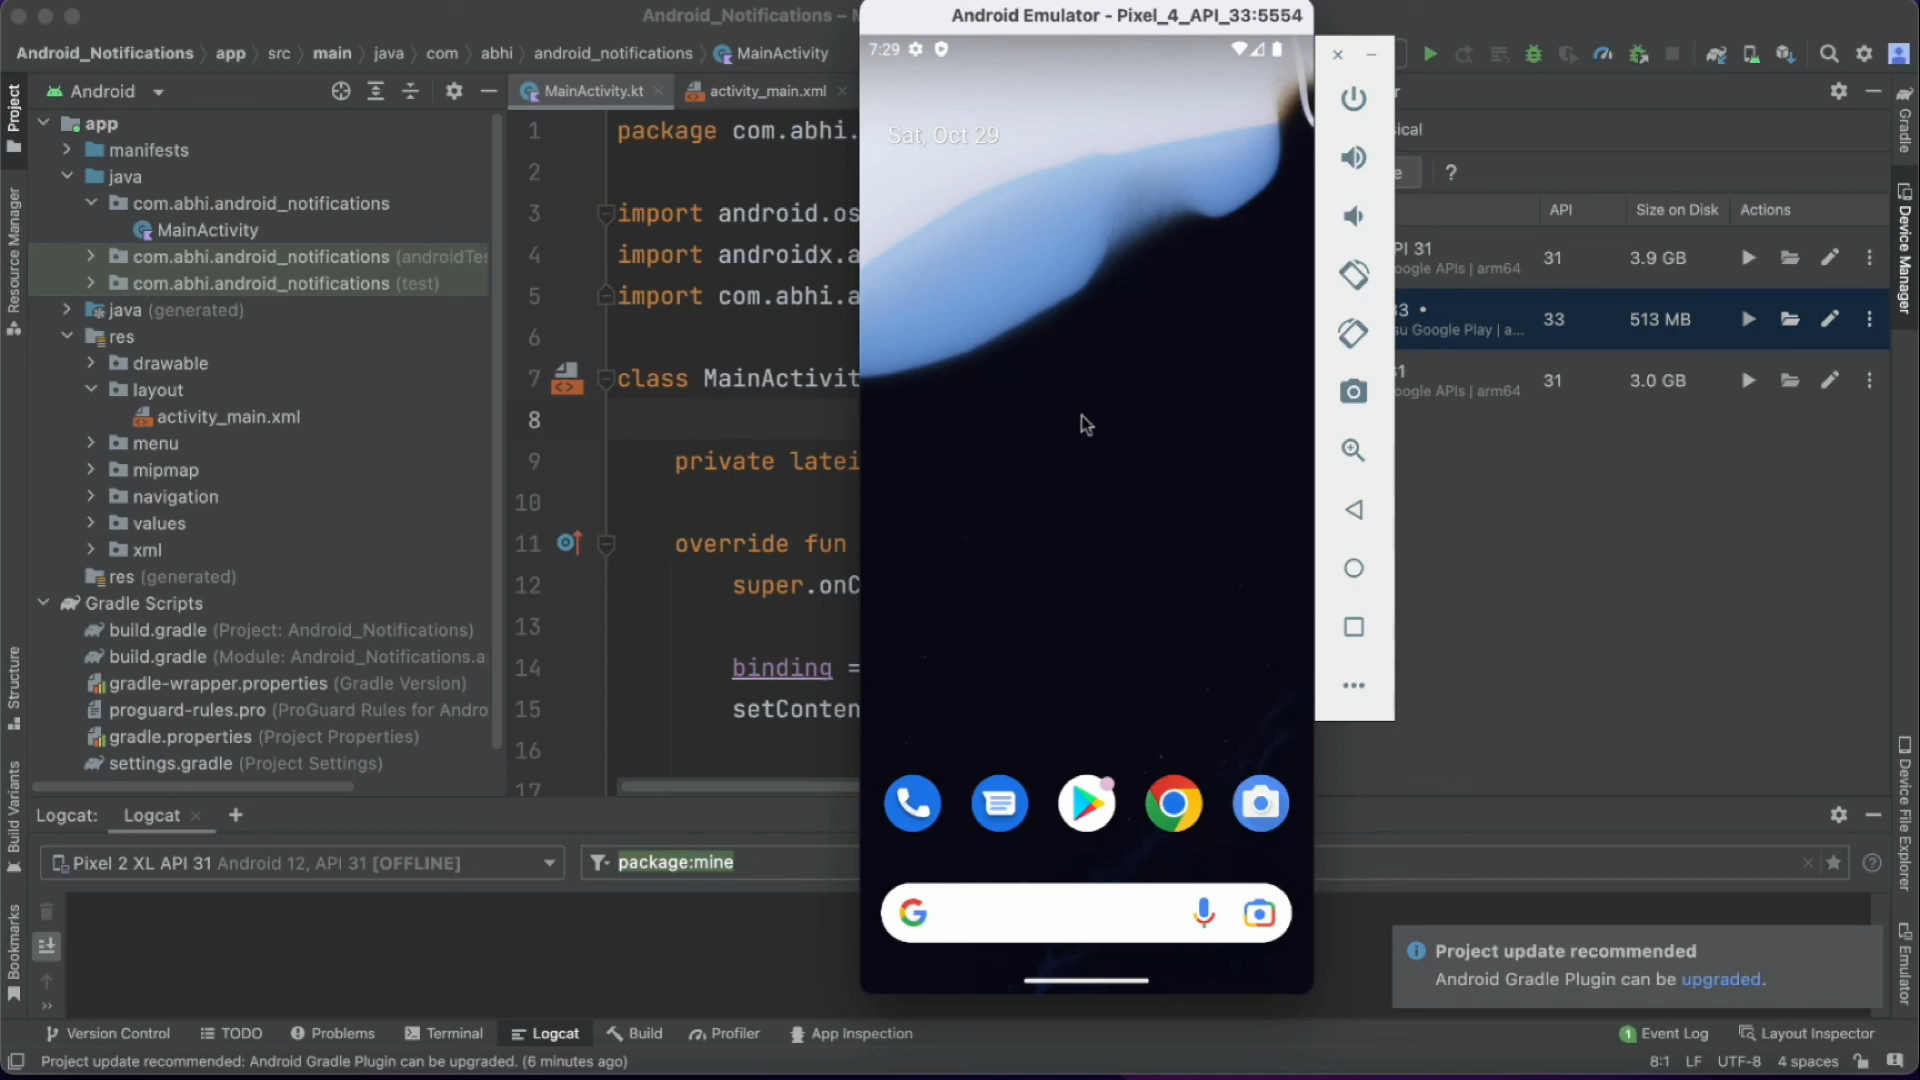 Android_Notifications – M
Android Emulator - Pixel_4_API_33:5554
Android_Notifications
app
src
main
java
com
abhi
android_notifications
MainActivity
7:29
Project
Android
MainActivity.kt
activity_main.xml
Gradle
app
manifests
java
com.abhi.android_notifications
MainActivity
com.abhi.android_notifications (androidTes
com.abhi.android_notifications (test)
java (generated)
res
drawable
layout
activity_main.xml
menu
mipmap
navigation
values
xml
res (generated)
Gradle Scripts
build.gradle (Project: Android_Notifications)
build.gradle (Module: Android_Notifications.a
gradle-wrapper.properties (Gradle Version)
proguard-rules.pro (ProGuard Rules for Andro
gradle.properties (Project Properties)
settings.gradle (Project Settings)
Resource Manager
Structure
Build Variants
Bookmarks
1 package com.abhi.
2
3 import android.os
4 import androidx.a
5 import com.abhi.a
6
7 class MainActivit
8
9 private latei
10
11 override fun
12 super.onC
13
14 binding =
15 setConten
16
17
Sat, Oct 29
G
r
ical
e ?
API Size on Disk Actions
PI 31
oogle APIs | arm64
31 3.9 GB
33
su Google Play | a...
33 513 MB
31
oogle APIs | arm64
31 3.0 GB
Device Manager
Device File Explorer
Emulator
Logcat: Logcat
Pixel 2 XL API 31 Android 12, API 31 [OFFLINE]
package:mine
Project update recommended
Android Gradle Plugin can be upgraded.
Version Control
TODO
Problems
Terminal
Logcat
Build
Profiler
App Inspection
1 Event Log
Layout Inspector
Project update recommended: Android Gradle Plugin can be upgraded. (6 minutes ago)
8:1 LF UTF-8 4 spaces